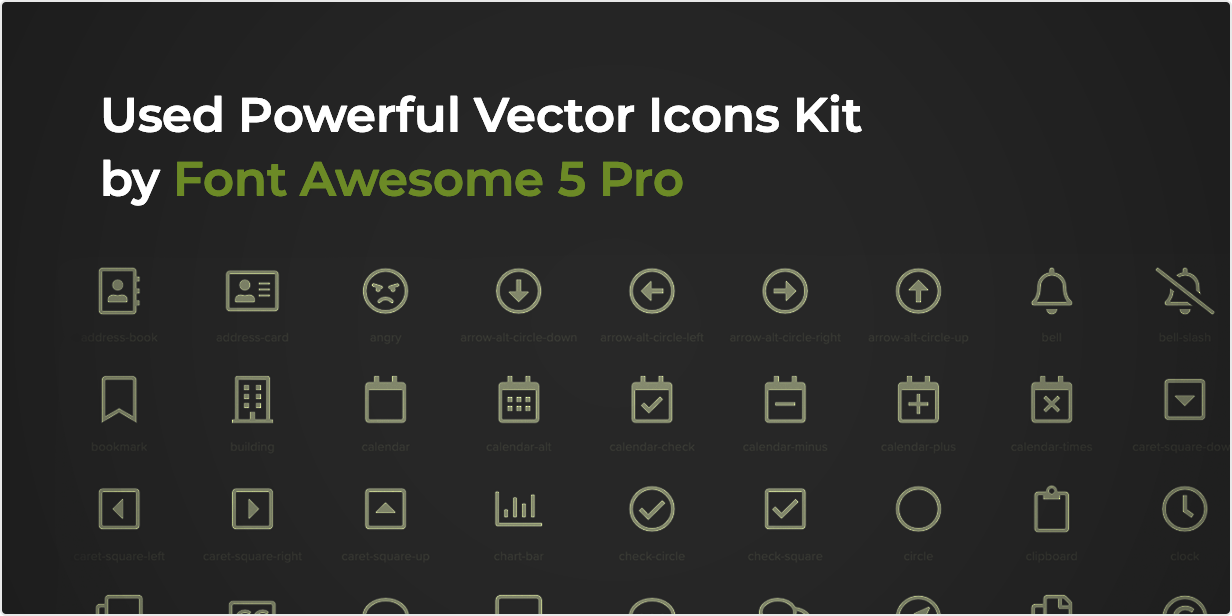 Used Powerful Vector Icons Kit
by Font Awesome 5 Pro
address-book address-card angry arrow-alt-circle-down arrow-alt-circle-left arrow-alt-circle-right arrow-alt-circle-up bell bell-slash
bookmark building calendar calendar-alt calendar-check calendar-minus calendar-plus calendar-times caret-square-dow
caret-square-left caret-square-right caret-square-up chart-bar check-circle check-square circle clipboard clock